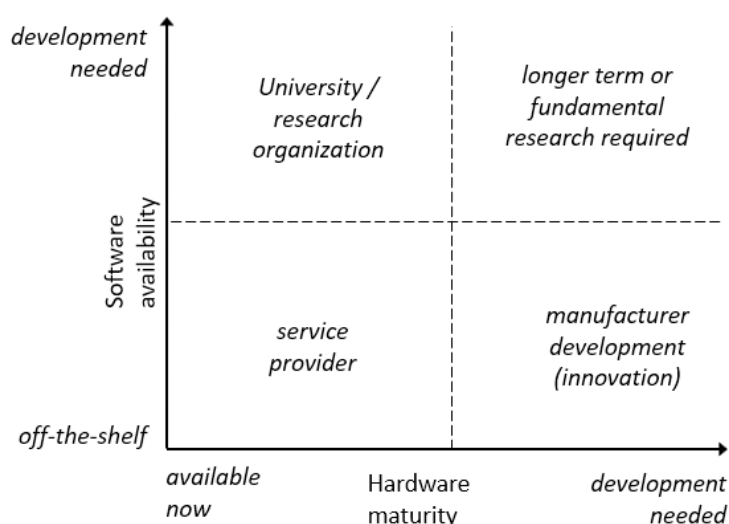 development
needed
University /
research
organization
longer term or
fundamental
research required
Software
availability
service
provider
manufacturer
development
(innovation)
off-the-shelf
available
now
Hardware
maturity
development
needed